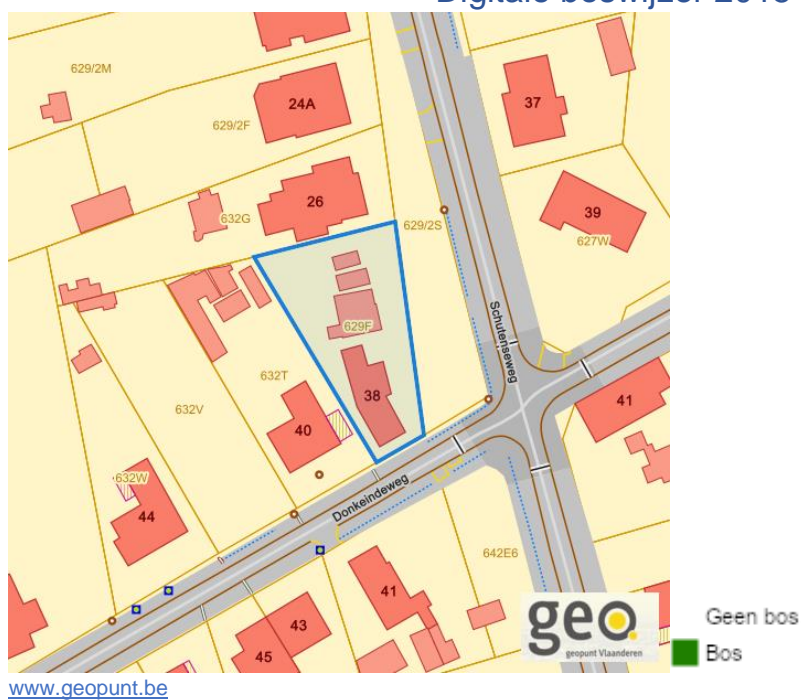 629/2M
24A
37
629/2F
26
39
632G
629/2S
627W
Schutenseweg
629F
632T
38
632V
40
41
632W
44
Donkeindeweg
642E6
41
43
45
geo
geopunt Vlaanderen
Geen bos
Bos
www.geopunt.be